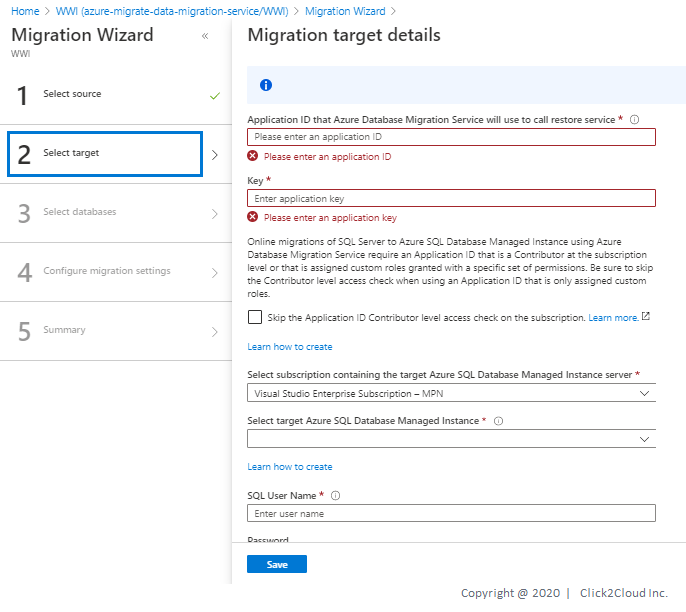 Home > WWI (azure-migrate-data-migration-service/WWI) > Migration Wizard >
Migration Wizard «
WWI
1 Select source
2 Select target
3 Select databases
4 Configure migration settings
5 Summary
Migration target details
Application ID that Azure Database Migration Service will use to call restore service *
Please enter an application ID
Please enter an application ID
Key *
Enter application key
Please enter an application key
Online migrations of SQL Server to Azure SQL Database Managed Instance using Azure
Database Migration Service require an Application ID that is a Contributor at the subscription
level or that is assigned custom roles granted with a specific set of permissions. Be sure to skip
the Contributor level access check when using an Application ID that is only assigned custom
roles.
Skip the Application ID Contributor level access check on the subscription. Learn more.
Learn how to create
Select subscription containing the target Azure SQL Database Managed Instance server *
Visual Studio Enterprise Subscription – MPN
Select target Azure SQL Database Managed Instance *
Learn how to create
SQL User Name *
Enter user name
Password
Save
Copyright @ 2020 | Click2Cloud Inc.